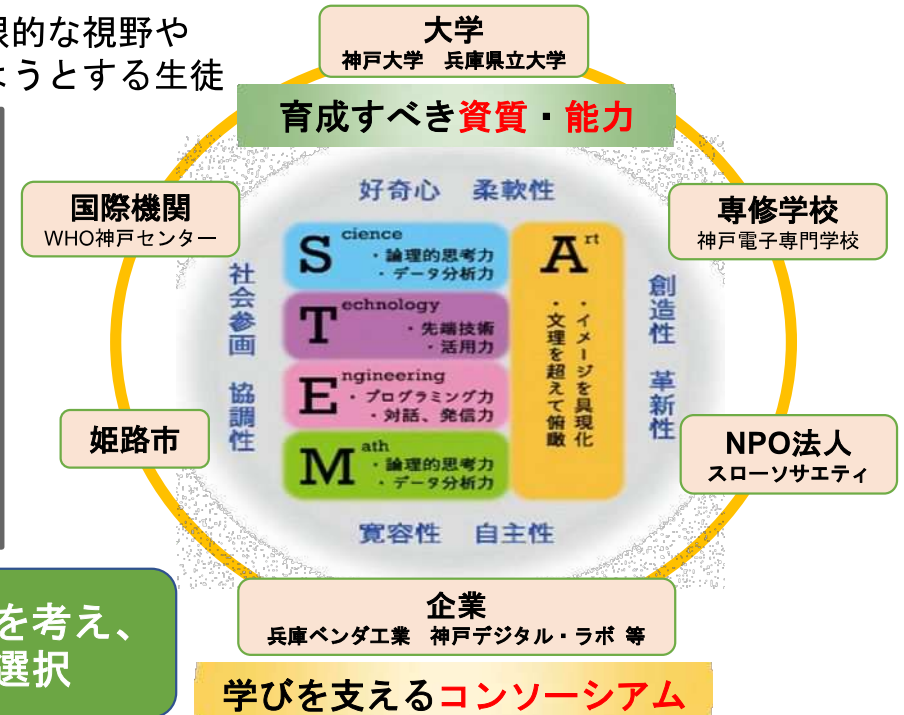 眼的な視野や
ようとする生徒
大学
神戸大学 兵庫県立大学
育成すべき資質・能力
国際機関
WHO神戸センター
専修学校
神戸電子専門学校
好奇心 柔軟性
社会参画 協調性
Science
・論理的思考力
・データ分析力
Technology
・先端技術
・活用力
Engineering
・プログラミング力
・対話、発信力
Math
・論理的思考力
・データ分析力
Art
・イメージを具現化
・文理を超えて俯瞰
創造性 革新性
姫路市
NPO法人
スローソサエティ
寛容性 自主性
企業
兵庫ベンダ工業 神戸デジタル・ラボ 等
を考え、
選択
学びを支えるコンソーシアム